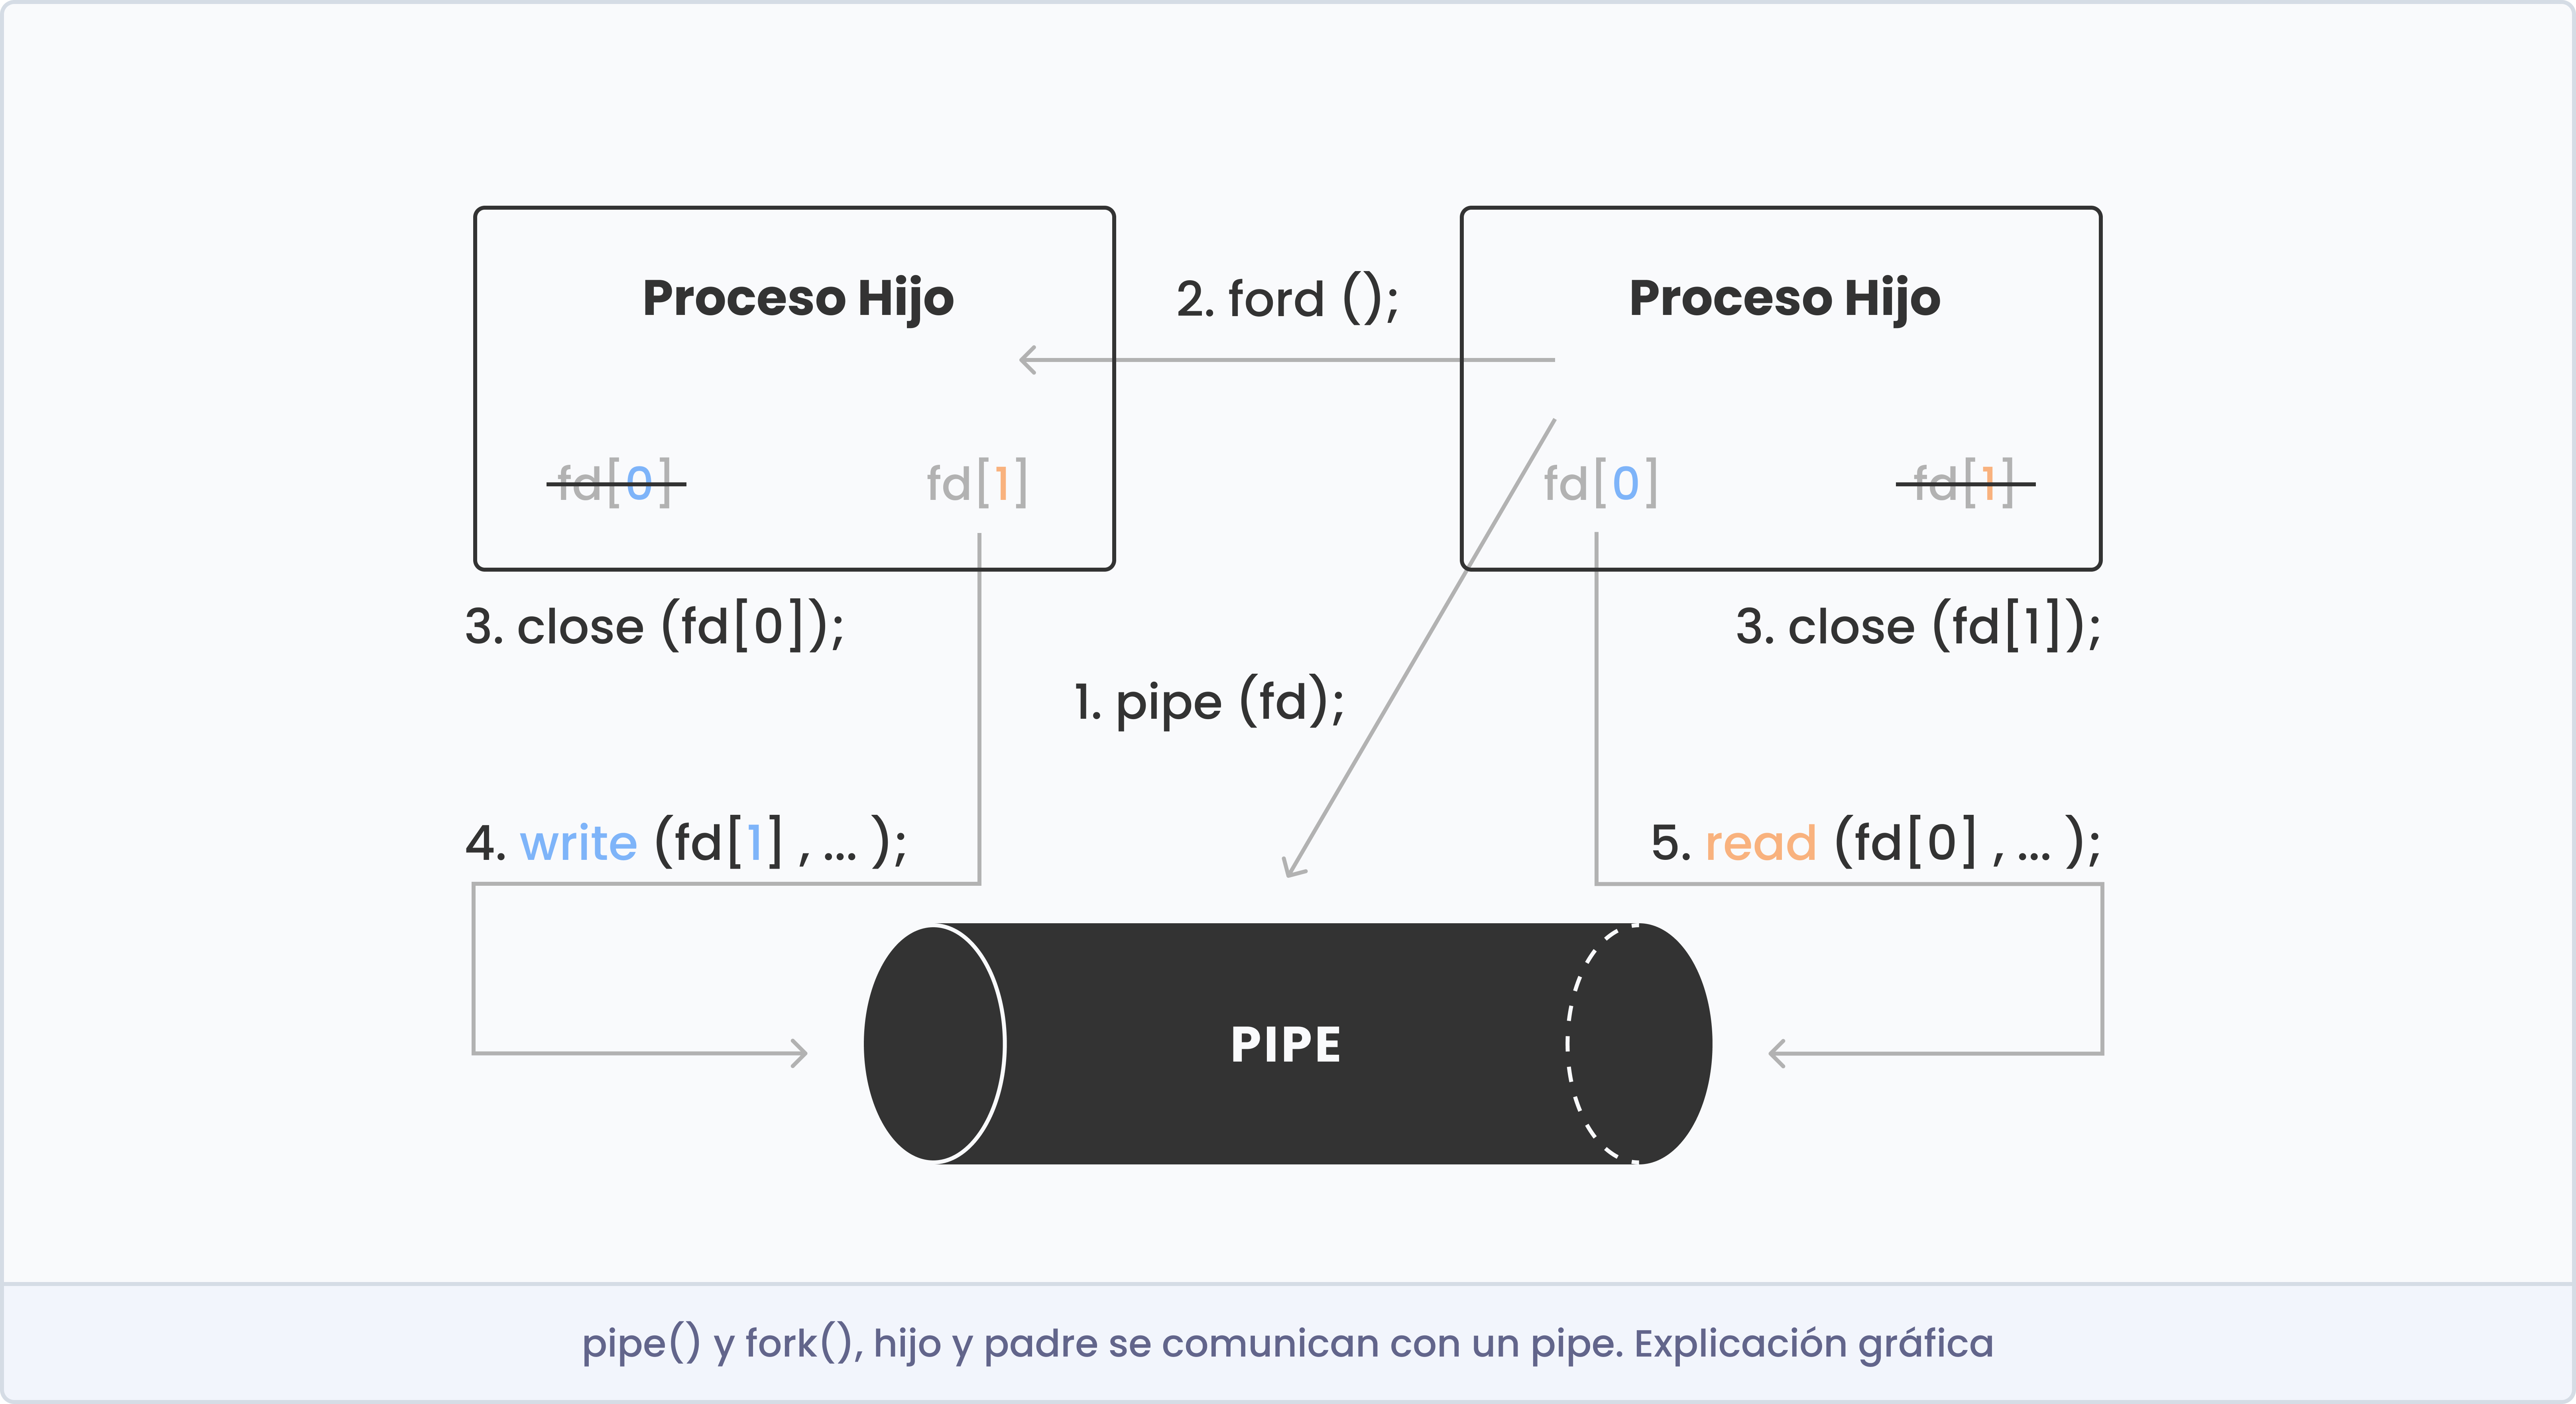 Proceso Hijo
2. ford ();
Proceso Hijo
fd[0]
fd[1]
fd[0]
fd[1]
3. close (fd[0]);
3. close (fd[1]);
1. pipe (fd);
4. write (fd[1] , ... );
5. read (fd[0] , ... );
PIPE
pipe() y fork(), hijo y padre se comunican con un pipe. Explicación gráfica